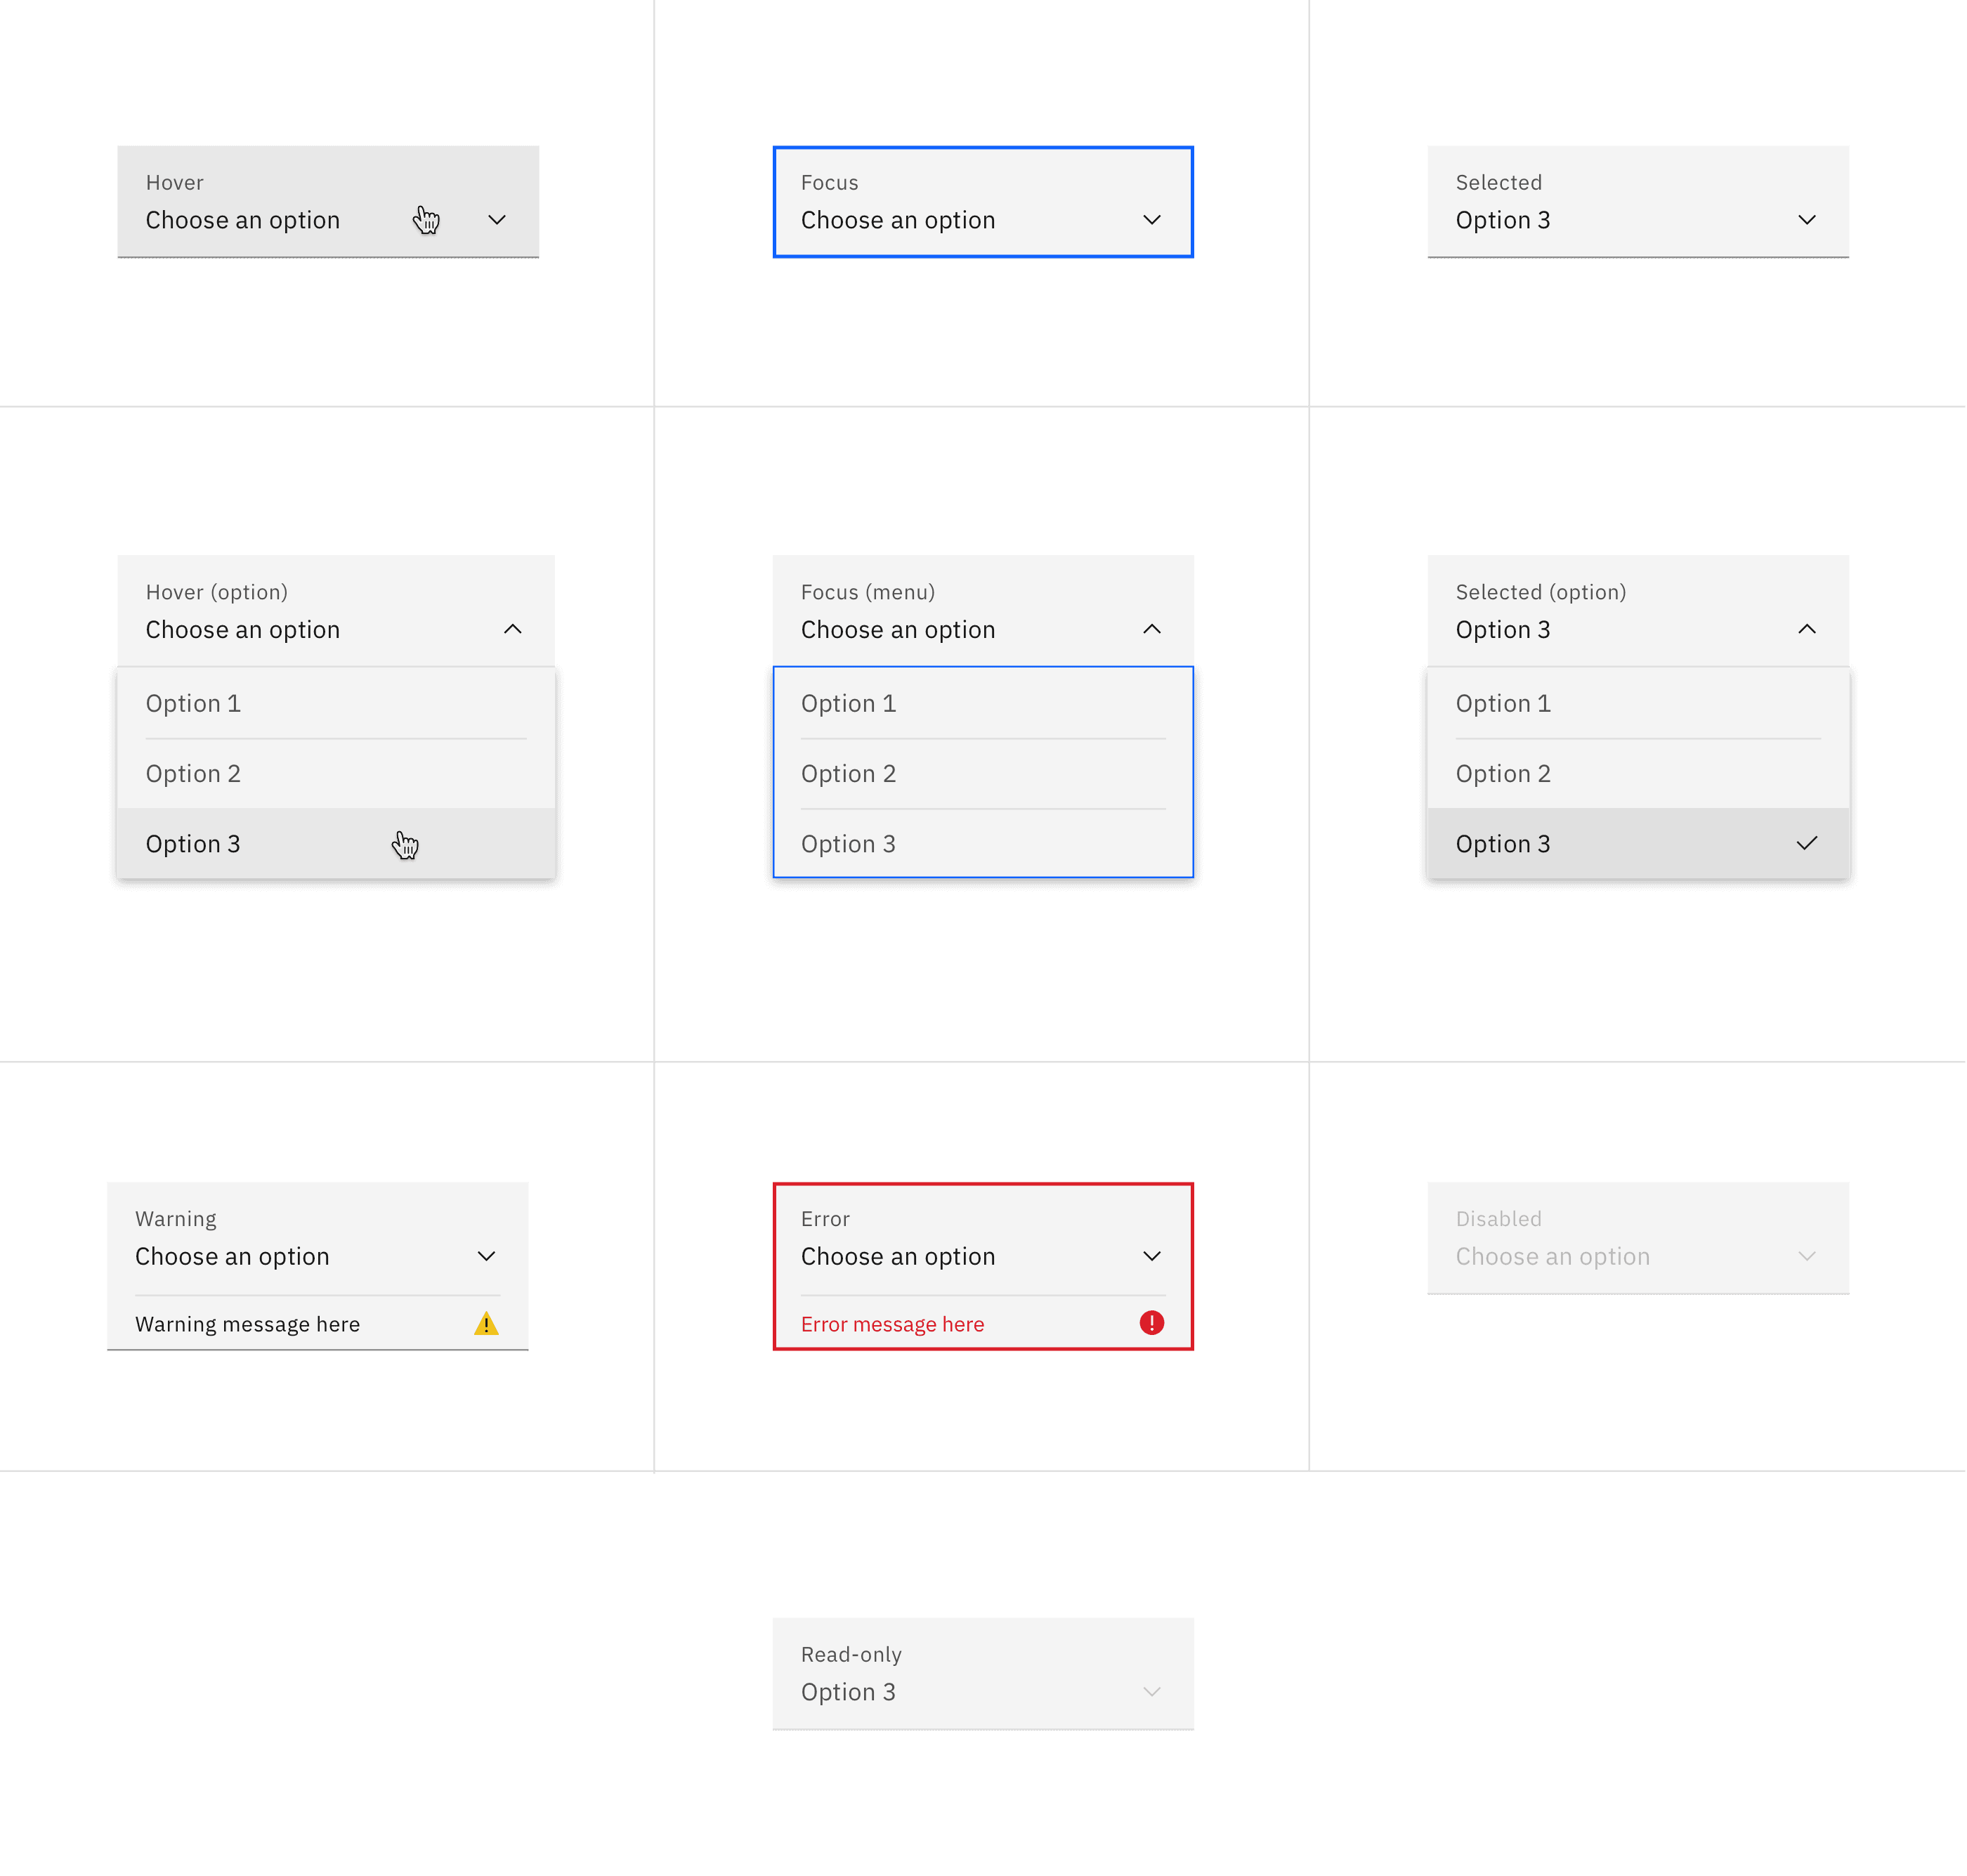 Hover
Choose an option
Focus
Choose an option
Selected
Option 3
Hover (option)
Choose an option
Option 1
Option 2
Option 3
Focus (menu)
Choose an option
Option 1
Option 2
Option 3
Selected (option)
Option 3
Option 1
Option 2
Option 3
Warning
Choose an option
Warning message here
Error
Choose an option
Error message here
Disabled
Choose an option
Read-only
Option 3